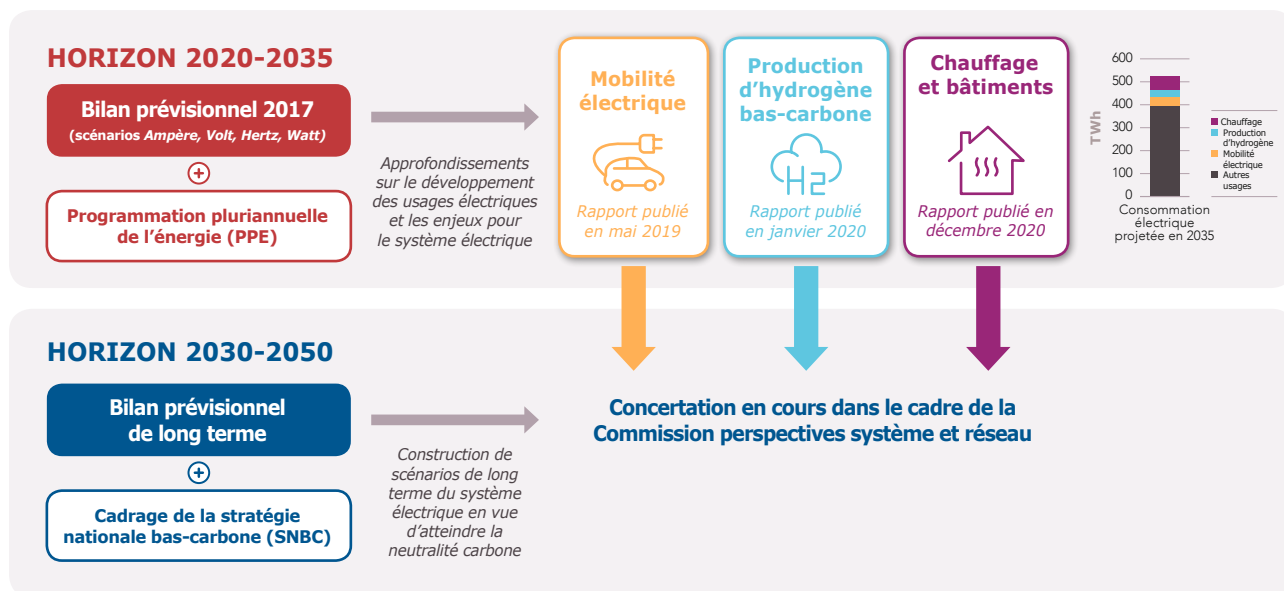 HORIZON 2020-2035
Bilan prévisionnel 2017
(scénarios Ampère, Volt, Hertz, Watt)
+
Programmation pluriannuelle
de l'énergie (PPE)
Approfondissements
sur le développement
des usages électriques
et les enjeux pour
le système électrique
Mobilité
électrique
Rapport publié
en mai 2019
Production
d'hydrogène
bas-carbone
H2
Rapport publié
en janvier 2020
Chauffage
et bâtiments
Rapport publié en
décembre 2020
TWh
600
500
400
300
200
100
0
Chauffage
Production
d'hydrogène
Mobilité
électrique
Autres
usages
Consommation
électrique
projetée en 2035
HORIZON 2030-2050
Bilan prévisionnel
de long terme
+
Cadrage de la stratégie
nationale bas-carbone (SNBC)
Construction de
scénarios de long
terme du système
électrique en vue
d'atteindre la
neutralité carbone
Concertation en cours dans le cadre de la
Commission perspectives système et réseau